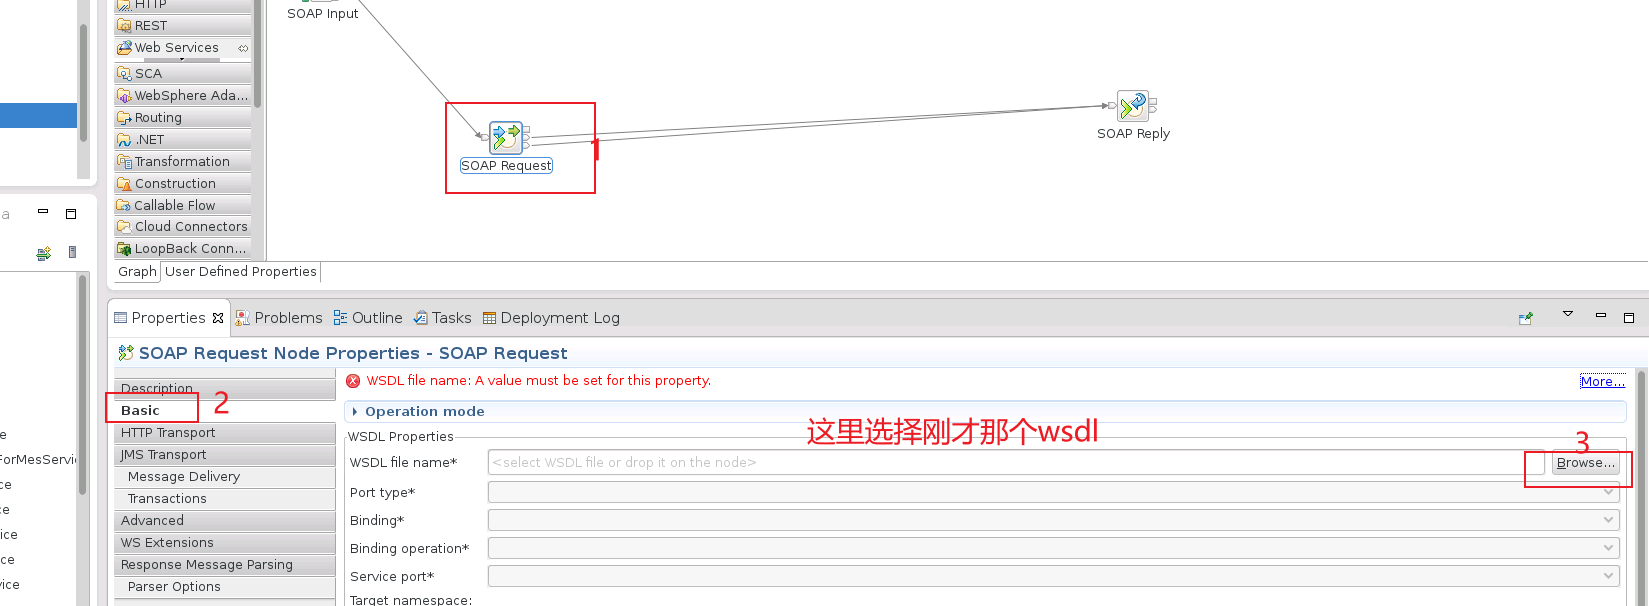 HTTP
SOAP Input
REST
Web Services
SCA
WebSphere Ada...
Routing
.NET
Transformation
Construction
Callable Flow
Cloud Connectors
LoopBack Conn...
1
SOAP Request
SOAP Reply
a
Graph
User Defined Properties
Properties
Problems
Outline
Tasks
Deployment Log
SOAP Request Node Properties - SOAP Request
Description
Basic
2
HTTP Transport
JMS Transport
Message Delivery
Transactions
Advanced
WS Extensions
Response Message Parsing
Parser Options
WSDL file name: A value must be set for this property.
More...
Operation mode
这里选择刚才那个wsdl
WSDL Properties
3
WSDL file name*
<select WSDL file or drop it on the node>
Browse...
Port type*
Binding*
Binding operation*
Service port*
Target namespace:
e
ForMesServi
ce
e
ice
ce
vice